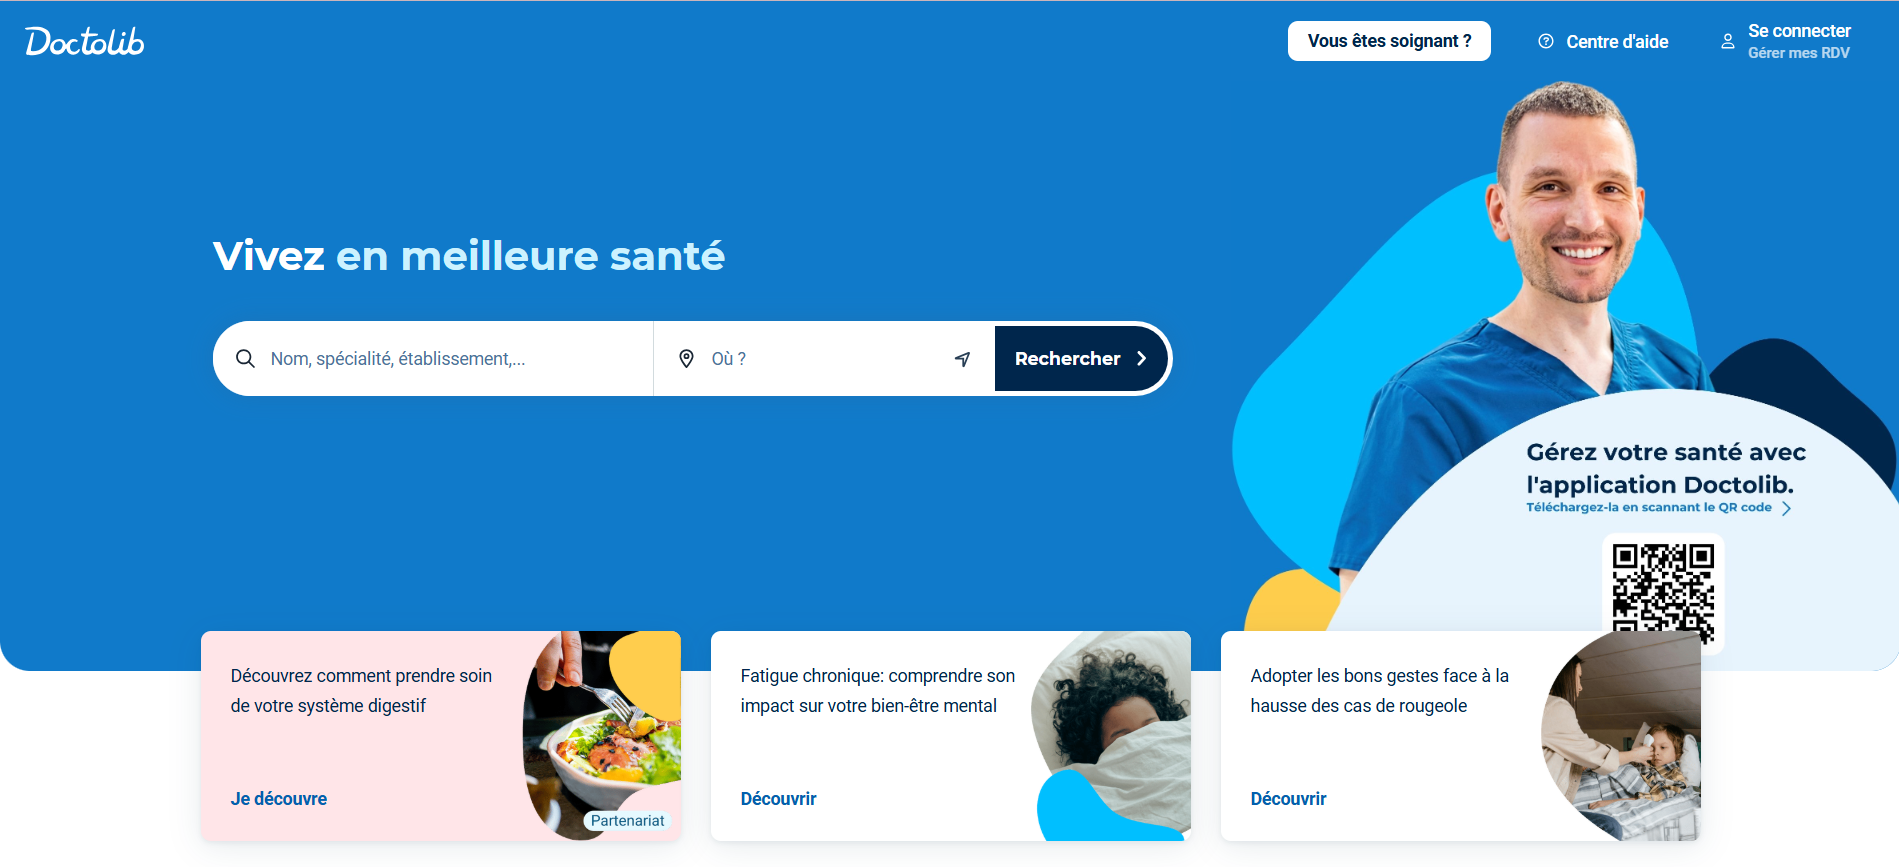 Doctolib
Vous êtes soignant ?
Centre d'aide
Se connecter
Gérer mes RDV
Vivez en meilleure santé
Nom, spécialité, établissement,...
Où ?
Rechercher
Gérez votre santé avec
l'application Doctolib.
Téléchargez-la en scannant le QR code
Découvrez comment prendre soin
de votre système digestif
Je découvre
Partenariat
Fatigue chronique: comprendre son
impact sur votre bien-être mental
Découvrir
Adopter les bons gestes face à la
hausse des cas de rougeole
Découvrir